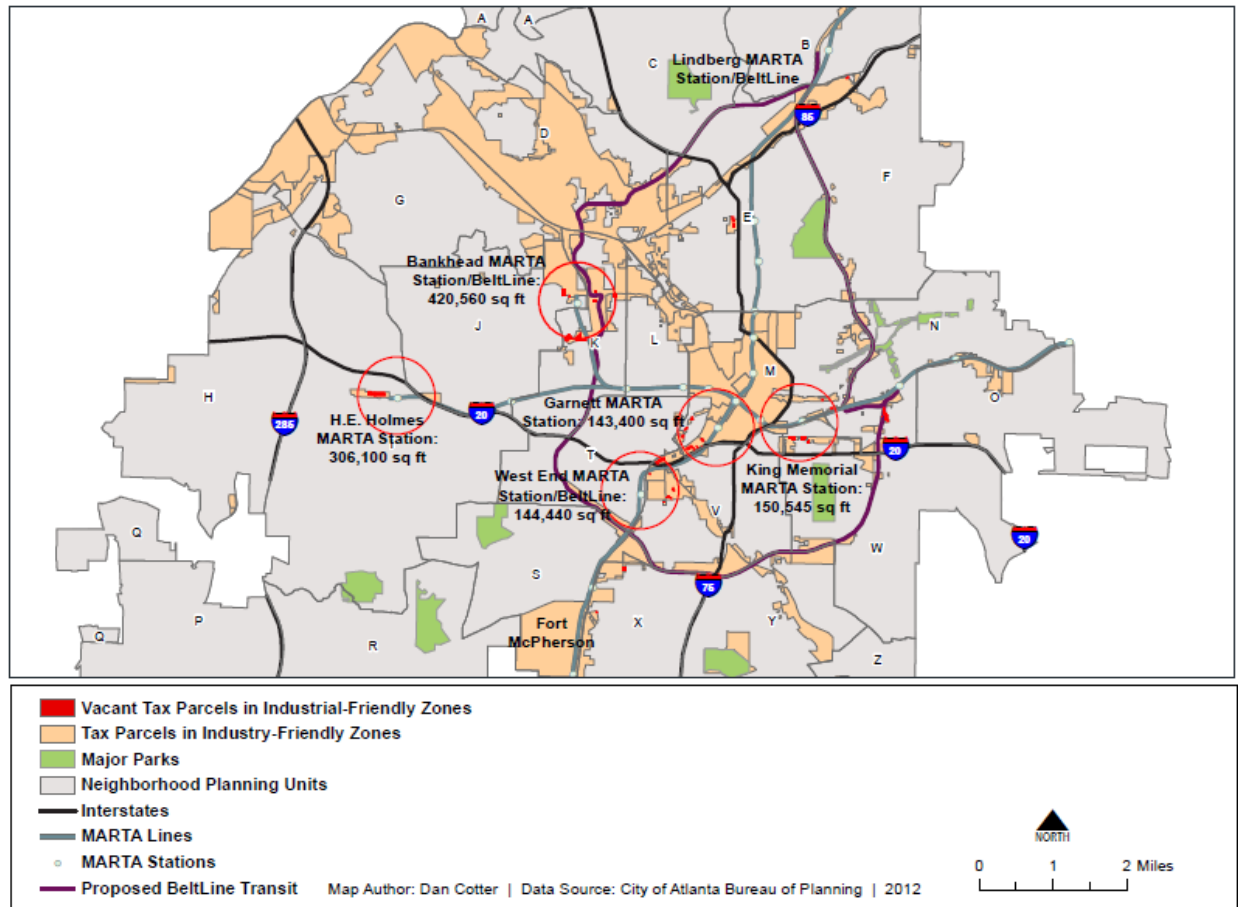 A
A
B
C
Lindberg MARTA
Station/BeltLine
85
D
F
G
E
Bankhead MARTA
Station/BeltLine:
420,560 sq ft
N
J
K
L
M
H
O
Garnett MARTA
Station: 143,400 sq ft
20
285
H.E. Holmes
MARTA Station:
306,100 sq ft
T
20
King Memorial
MARTA Station:
150,545 sq ft
West End MARTA
Station/BeltLine:
144,440 sq ft
V
Q
20
W
S
75
Fort
McPherson
P
Q
R
X
Y
Z
Vacant Tax Parcels in Industrial-Friendly Zones
Tax Parcels in Industry-Friendly Zones
Major Parks
Neighborhood Planning Units
Interstates
MARTA Lines
MARTA Stations
Proposed BeltLine Transit
Map Author: Dan Cotter | Data Source: City of Atlanta Bureau of Planning | 2012
NORTH
0 1 2 Miles